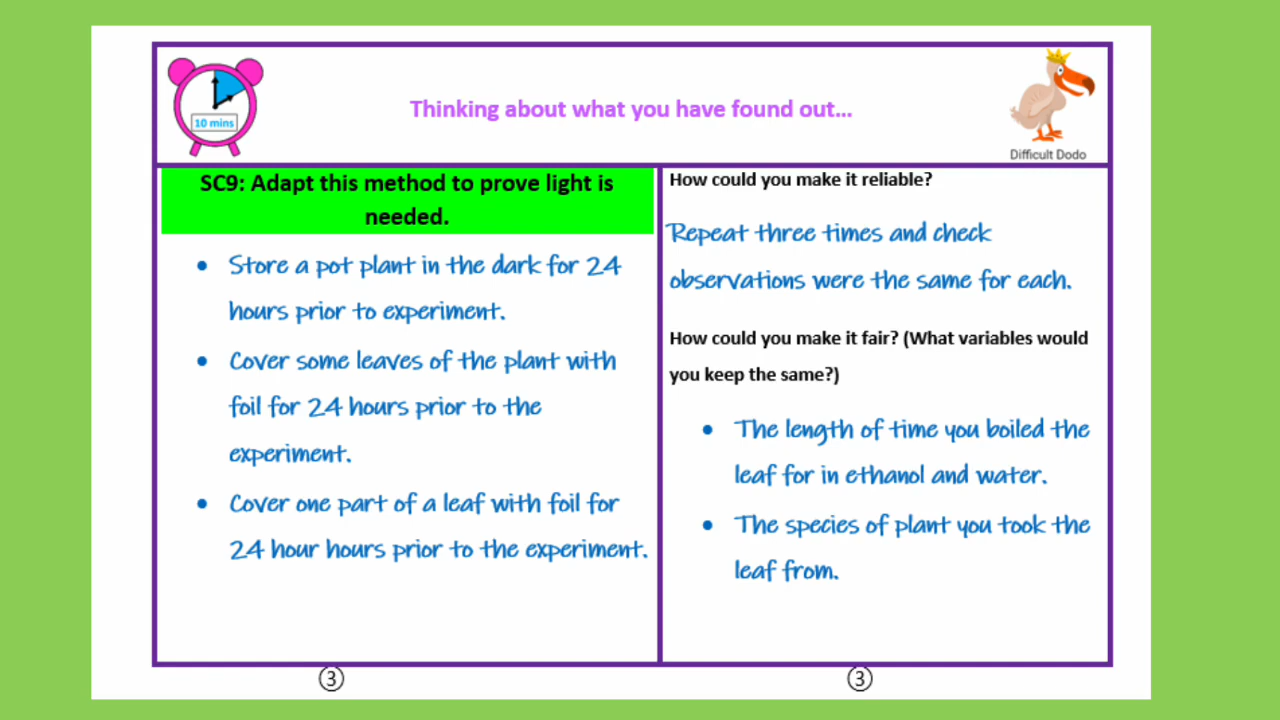 10 mins
Thinking about what you have found out...
Difficult Dodo
SC9: Adapt this method to prove light is
needed.
• Store a pot plant in the dark for 24
hours prior to experiment.
• Cover some leaves of the plant with
foil for 24 hours prior to the
experiment.
• Cover one part of a leaf with foil for
24 hour hours prior to the experiment.
3
How could you make it reliable?
Repeat three times and check
observations were the same for each.
How could you make it fair? (What variables would
you keep the same?)
• The length of time you boiled the
leaf for in ethanol and water.
• The species of plant you took the
leaf from.
3